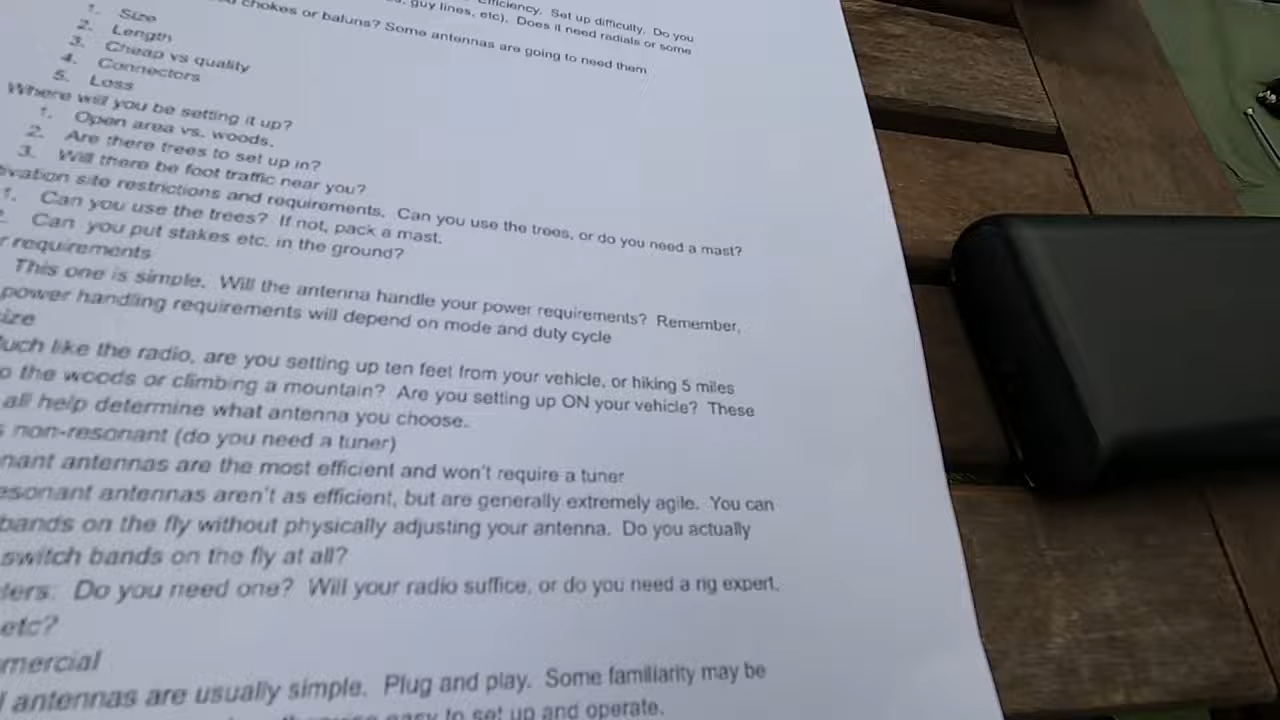 Efficiency. Set up difficulty. Do you
guy lines, etc). Does it need radials or some
chokes or baluns? Some antennas are going to need them
1. Size
2. Length
3. Cheap vs quality
4. Connectors
5. Loss
Where will you be setting it up?
1. Open area vs. woods.
2. Are there trees to set up in?
3. Will there be foot traffic near you?
site restrictions and requirements. Can you use the trees, or do you need a mast?
1. Can you use the trees? If not, pack a mast.
2. Can you put stakes etc. in the ground?
requirements
This one is simple. Will the antenna handle your power requirements? Remember,
power handling requirements will depend on mode and duty cycle
size
like the radio, are you setting up ten feet from your vehicle, or hiking 5 miles
the woods or climbing a mountain? Are you setting up ON your vehicle? These
all help determine what antenna you choose.
non-resonant (do you need a tuner)
antennas are the most efficient and won't require a tuner
antennas aren't as efficient, but are generally extremely agile. You can
bands on the fly without physically adjusting your antenna. Do you actually
switch bands on the fly at all?
Do you need one? Will your radio suffice, or do you need a rig expert,
etc?
antennas are usually simple. Plug and play. Some familiarity may be
easy to set up and operate.